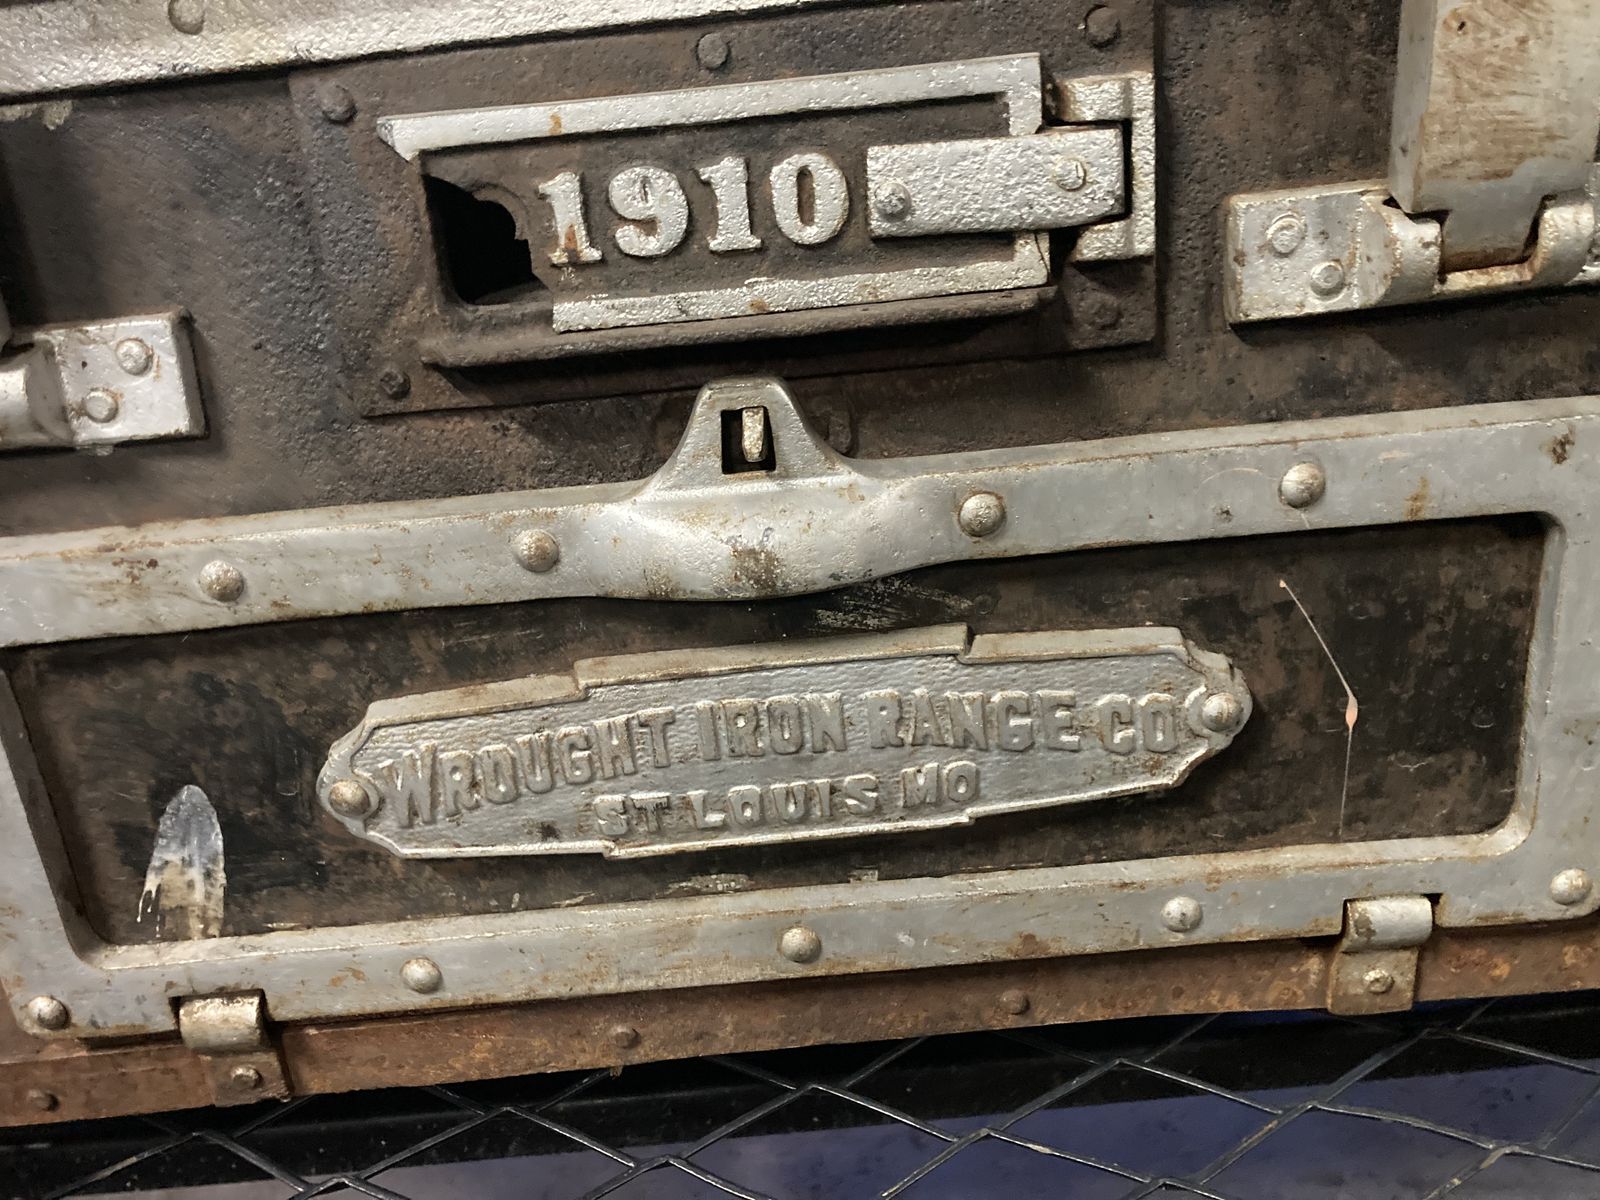 1910
WROUGHT IRON RANGE CO
ST LOUIS MO